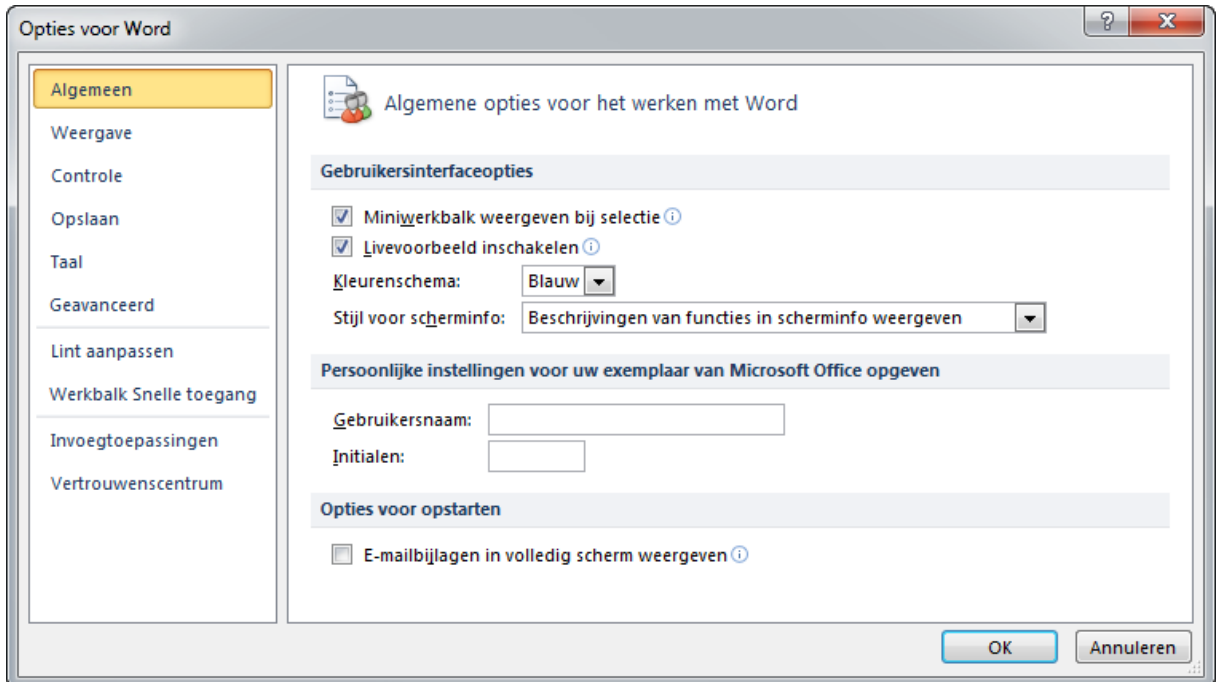 Opties voor Word
Algemeen
Weergave
Controle
Opslaan
Taal
Geavanceerd
Lint aanpassen
Werkbalk Snelle toegang
Invoegtoepassingen
Vertrouwenscentrum
Algemene opties voor het werken met Word
Gebruikersinterfaceopties
Miniwerkbalk weergeven bij selectie
Livevoorbeeld inschakelen
Kleurenschema: Blauw
Stijl voor scherminfo: Beschrijvingen van functies in scherminfo weergeven
Persoonlijke instellingen voor uw exemplaar van Microsoft Office opgeven
Gebruikersnaam:
Initialen:
Opties voor opstarten
E-mailbijlagen in volledig scherm weergeven
OK Annuleren